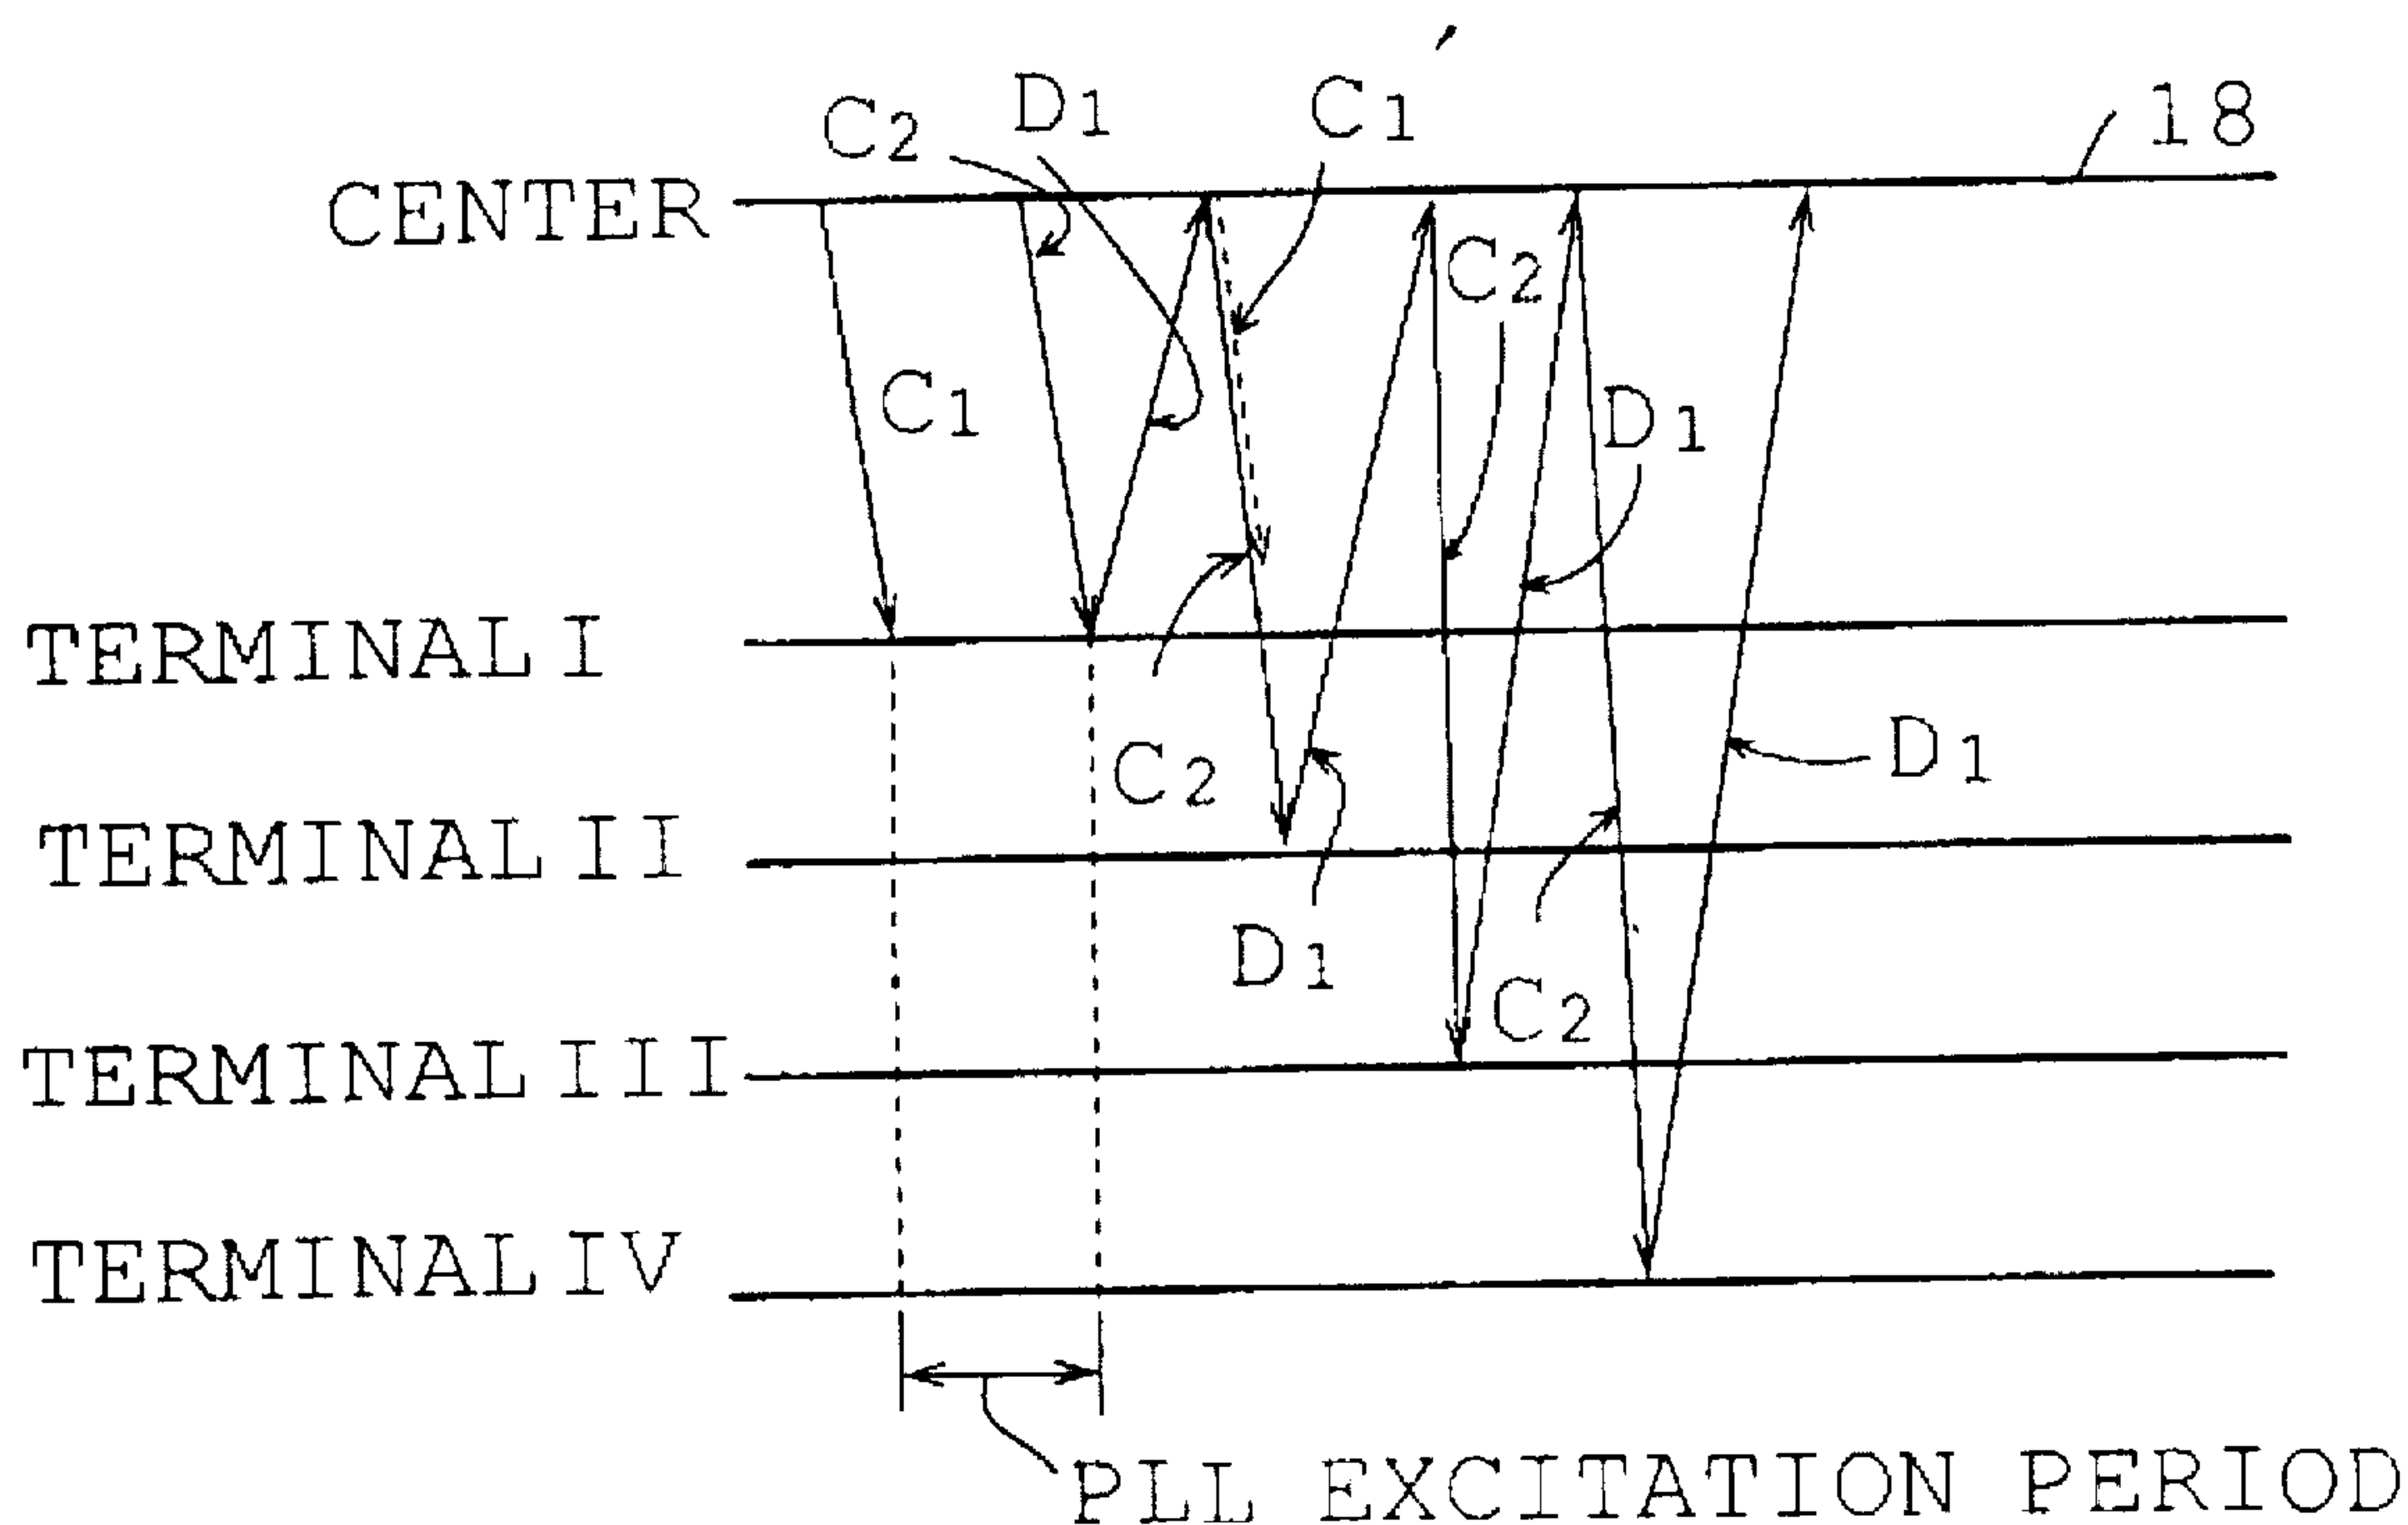 C1'
C2 D1 18
CENTER
C2
C1
D1
TERMINAL I
C2
D1
TERMINAL II
D1
C2
TERMINAL III
TERMINAL IV
PLL EXCITATION PERIOD